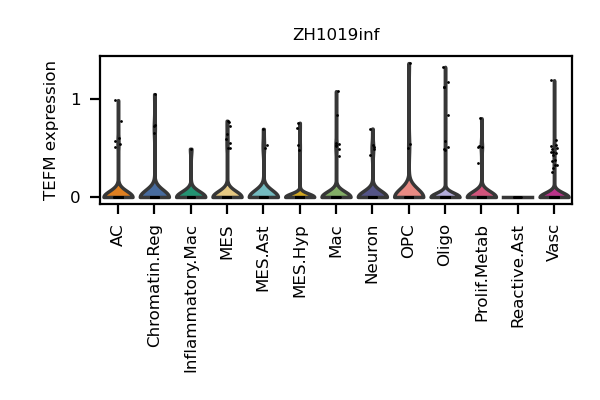 ZH1019inf
TEFM expression
1
0
AC
Chromatin.Reg
Inflammatory.Mac
MES
MES.Ast
MES.Hyp
Mac
Neuron
OPC
Oligo
Prolif.Metab
Reactive.Ast
Vasc